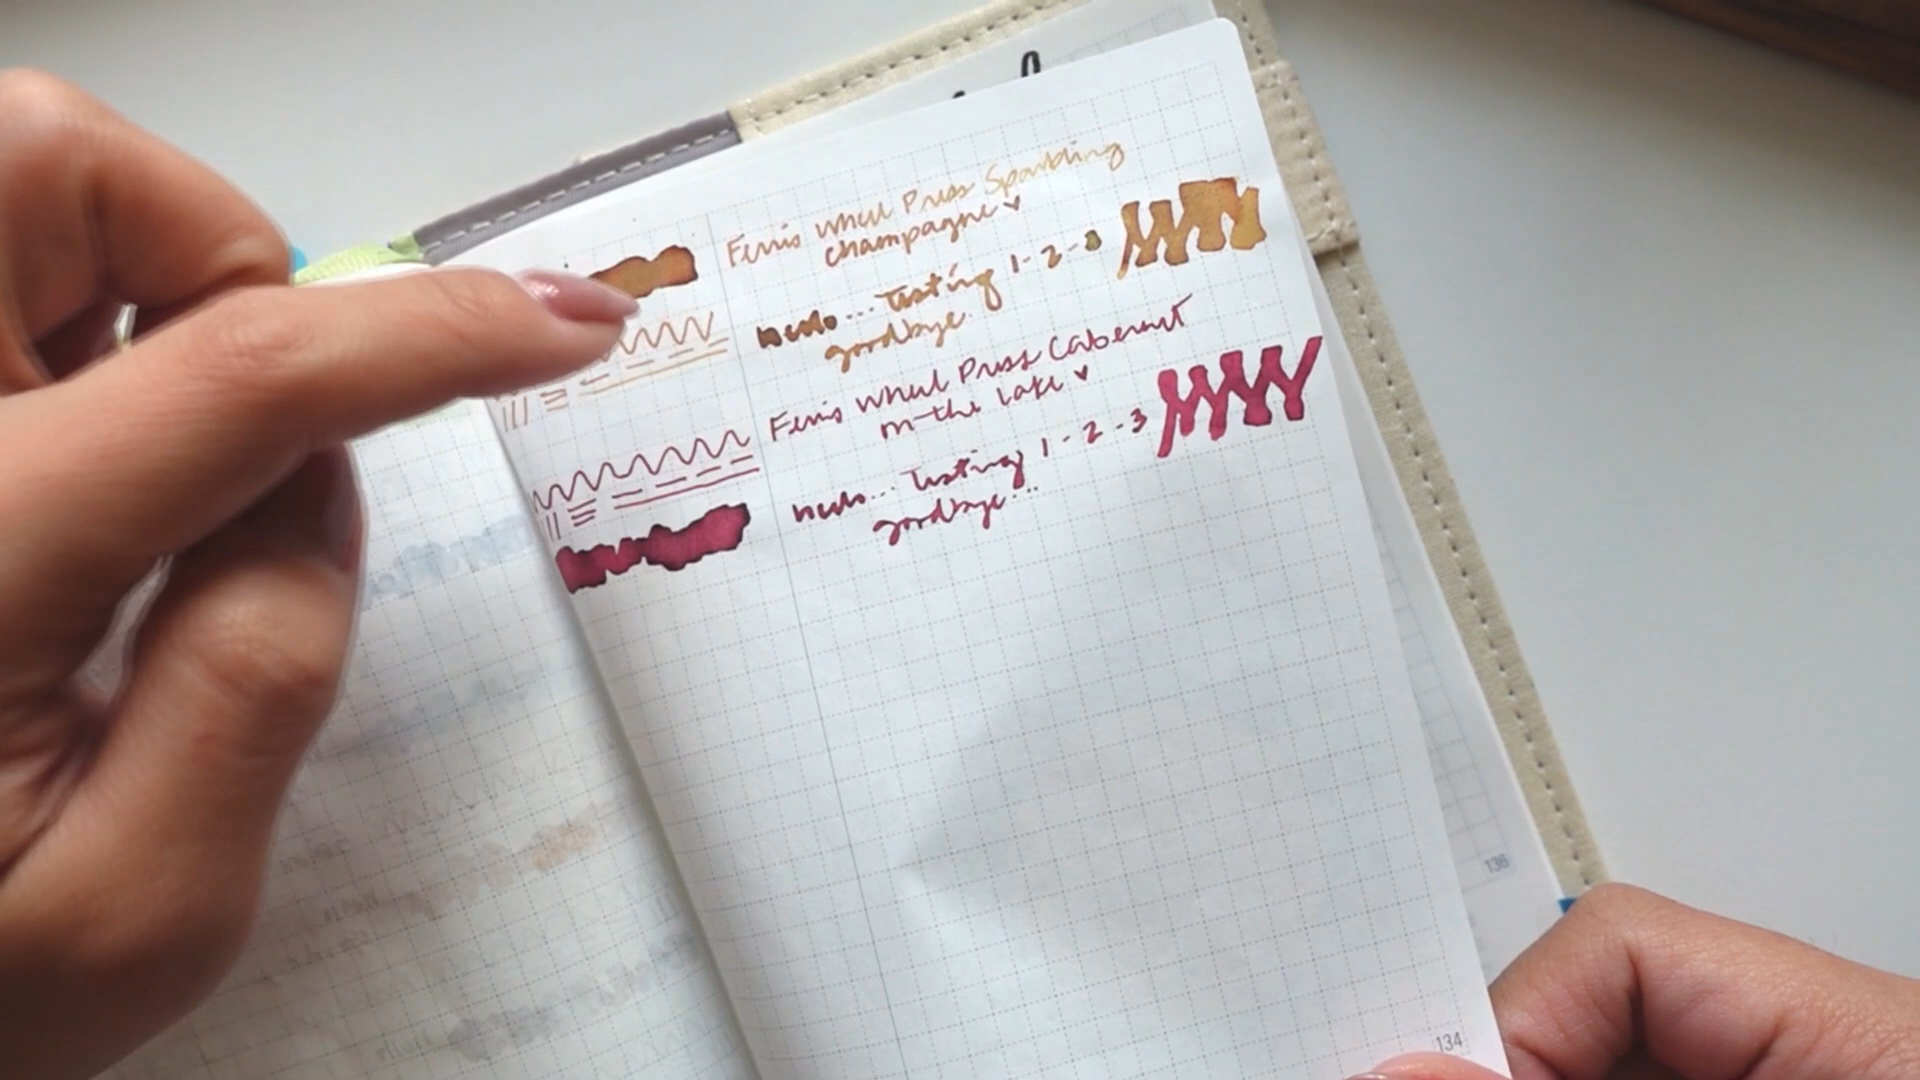 Ferris Wheel Press Sparkling
champagne ♥
hello... Testing 1-2-3
goodbye.
Ferris Wheel Press Cabernet
on-the Lake ♥
hello... Testing 1-2-3
goodbye...
136
134